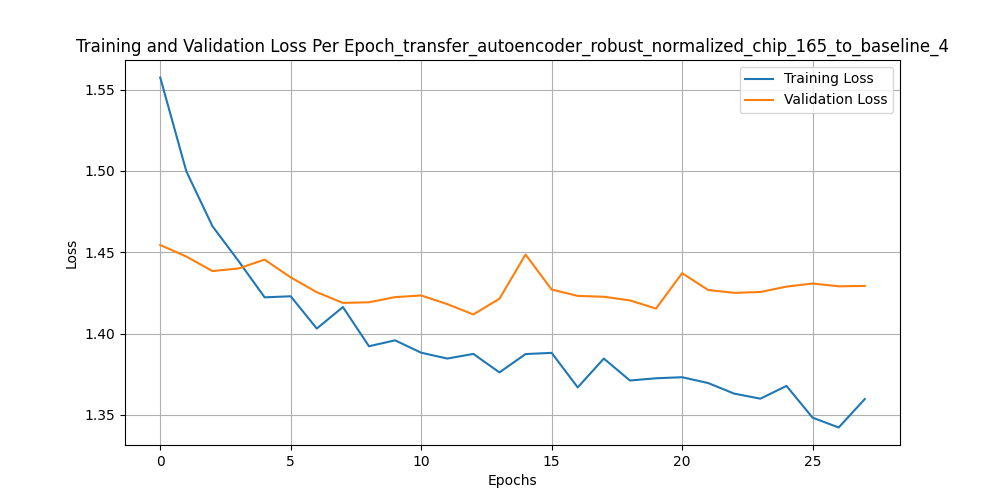 Training and Validation Loss Per Epoch_transfer_autoencoder_robust_normalized_chip_165_to_baseline_4
Training Loss
Validation Loss
1.55
1.50
1.45
1.40
1.35
Loss
0 5 10 15 20 25
Epochs